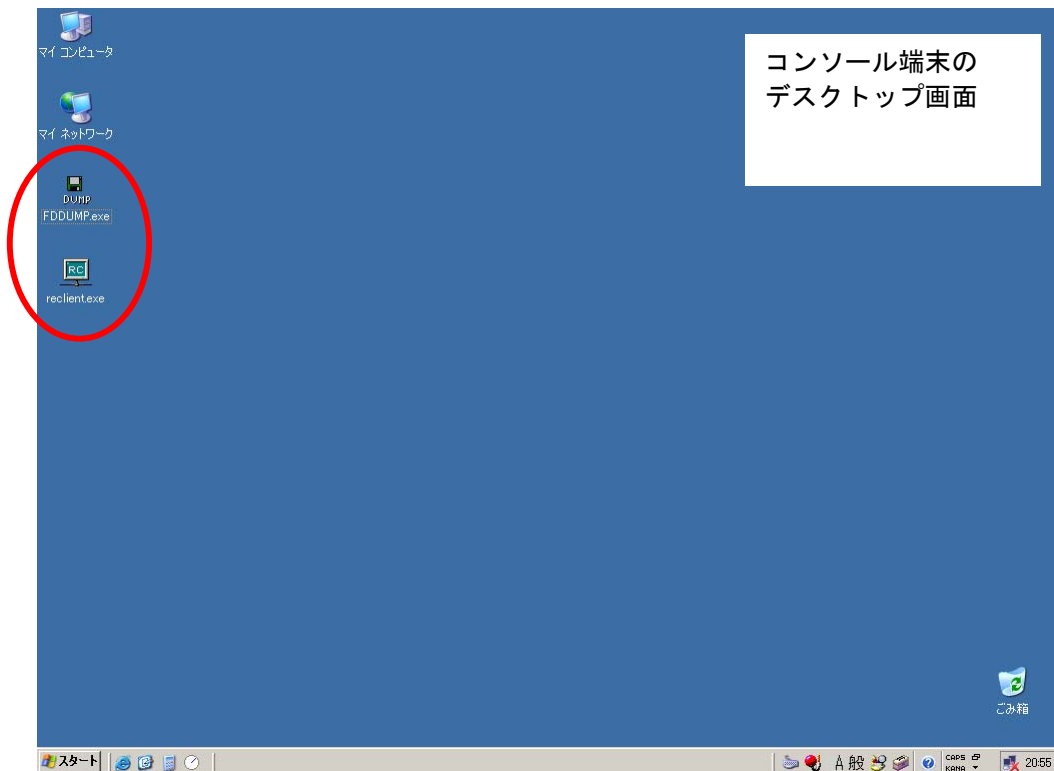 マイ コンピュータ
コンソール端末の
デスクトップ画面
マイ ネットワーク
DUMP
FDDUMP.exe
RC
reclient.exe
ごみ箱
スタート
A 般
CAPS
KANA
20:55